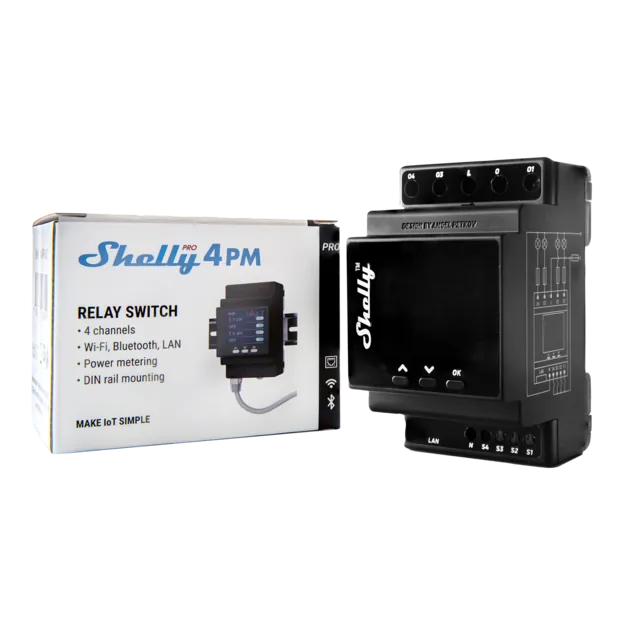 Shelly PRO 4PM
PRO
RELAY SWITCH
• 4 channels
• Wi-Fi, Bluetooth, LAN
• Power metering
• DIN rail mounting
MAKE IoT SIMPLE
O4 O3 O O1
DESIGN BY ANGEL PETKOV
Shelly TM
OK
LAN N S4 S3 S2 S1